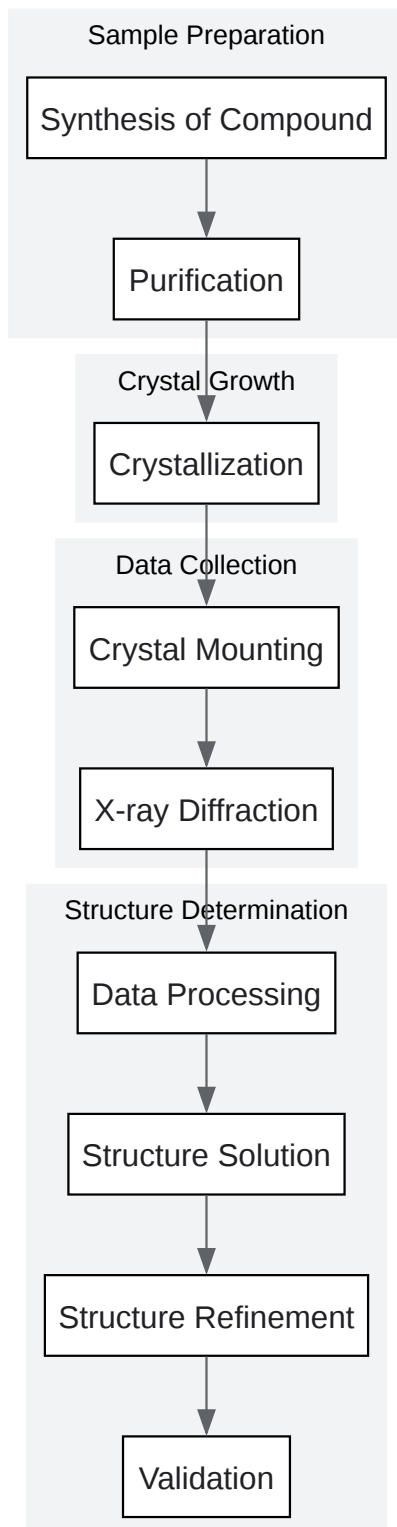 Sample Preparation
Synthesis of Compound
Purification
Crystal Growth
Crystallization
Data Collection
Crystal Mounting
X-ray Diffraction
Structure Determination
Data Processing
Structure Solution
Structure Refinement
Validation